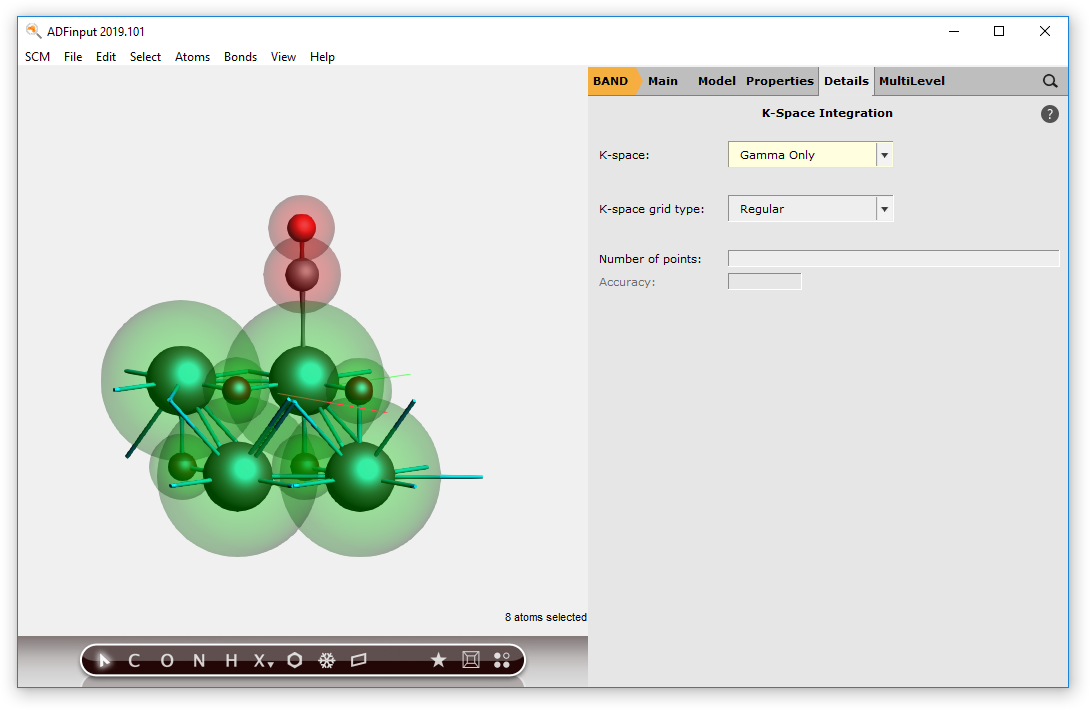 ADFinput 2019.101
SCM File Edit Select Atoms Bonds View Help
BAND Main Model Properties Details MultiLevel
K-Space Integration
?
K-space: Gamma Only
K-space grid type: Regular
Number of points:
Accuracy:
8 atoms selected
C O N H X